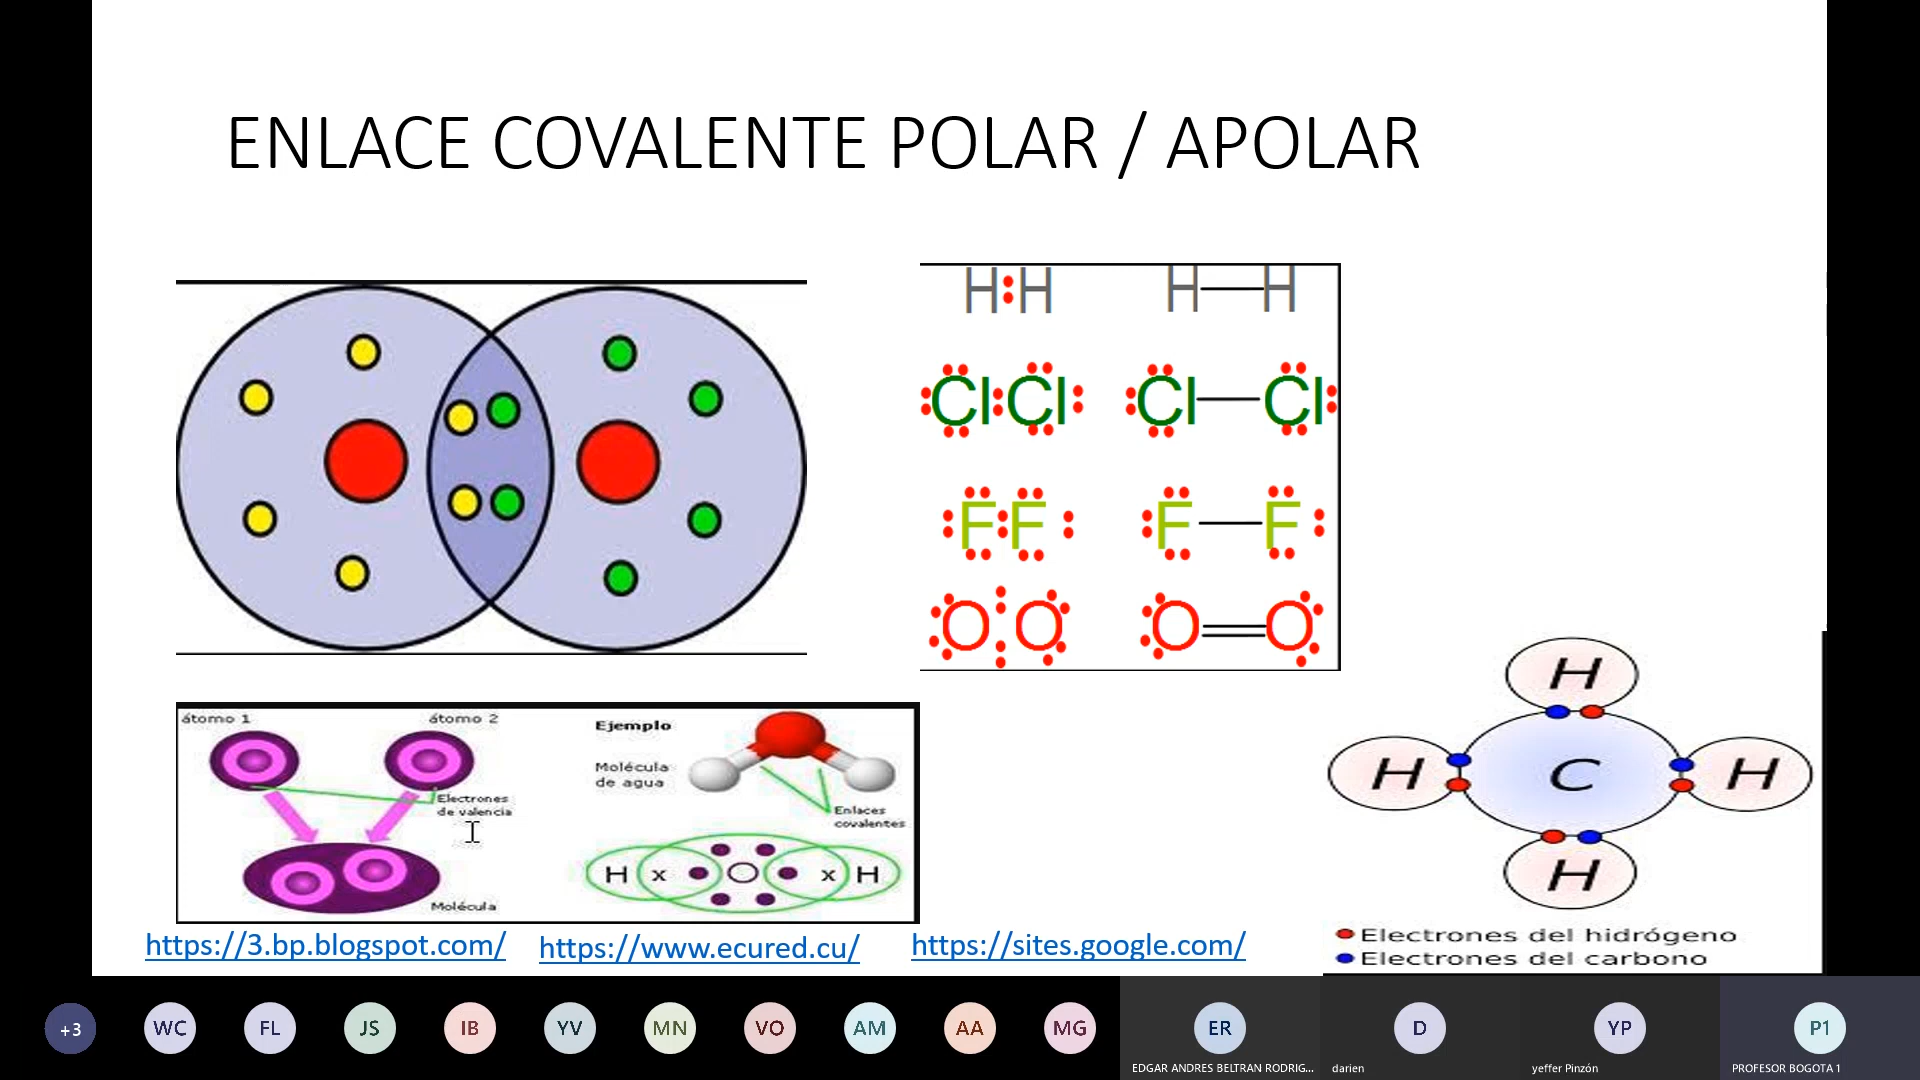 ENLACE COVALENTE POLAR / APOLAR
H H
H H
Cl Cl
Cl Cl
F F
F F
O O
O O
átomo 1
átomo 2
Electrones
de valencia
Molécula
Ejemplo
Molécula
de agua
Enlaces
covalentes
H x x H
H
H C H
H
Electrones del hidrógeno
Electrones del carbono
https://3.bp.blogspot.com/
https://www.ecured.cu/
https://sites.google.com/
+3
WC
FL
JS
IB
YV
MN
VO
AM
AA
MG
ER
EDGAR ANDRES BELTRAN RODRIG...
D
darien
YP
yeffer Pinzón
P1
PROFESOR BOGOTA 1